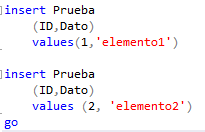 insert Prueba
(ID,Dato)
values(1,'elemento1')
insert Prueba
(ID,Dato)
values (2, 'elemento2')
go